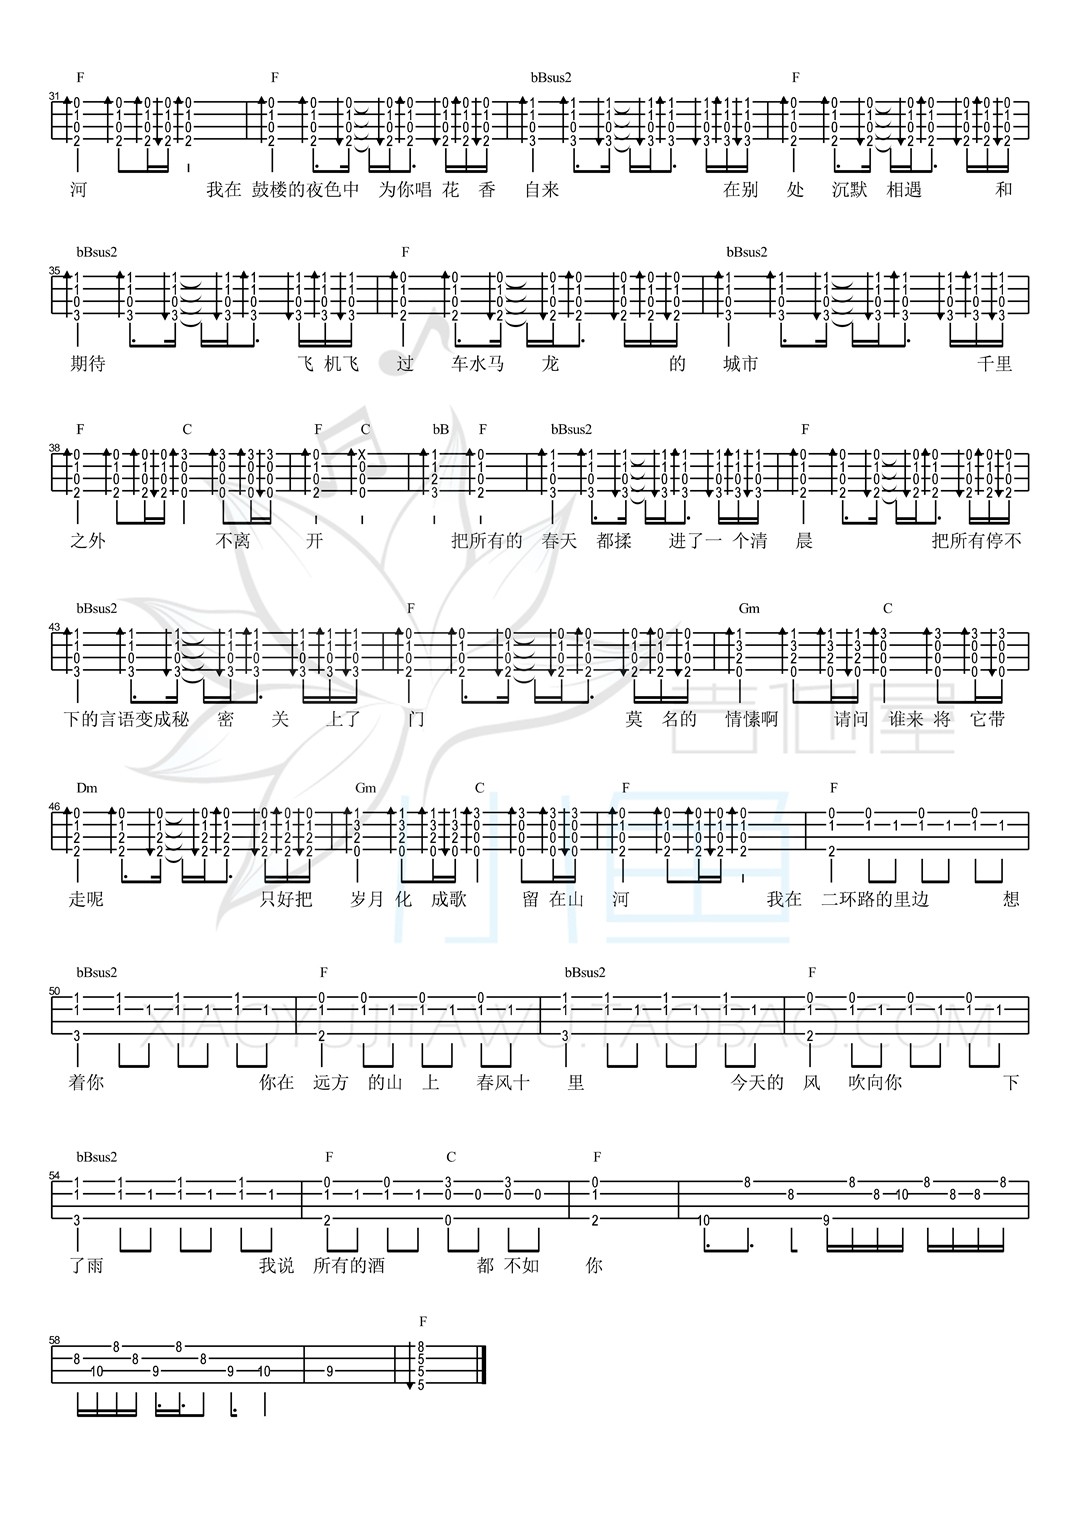 F F bBsus2 F
31
河 我在 鼓楼的夜色中 为你唱 花 香 自来 在别 处 沉默 相遇 和
bBsus2 F bBsus2
35
期待 飞 机飞 过 车水马 龙 的 城市 千里
F C F C bB F bBsus2 F
38
之外 不离 开 把所有的 春天 都揉 进了一 个清 晨 把所有停不
bBsus2 F Gm C
43
下的言语变成秘 密 关 上了 门 莫 名的 情愫啊 请问 谁来 将 它带
Dm Gm C F F
46
走呢 只好把 岁月 化 成歌 留 在山 河 我在 二环路的里边 想
bBsus2 F bBsus2 F
50
着你 你在 远方 的山 上 春风十 里 今天的 风 吹向你 下
bBsus2 F C F
54
了雨 我说 所有的酒 都 不如 你
F
58
小鱼吉他屋
XIAOYUJITAWU.TAOBAO.COM